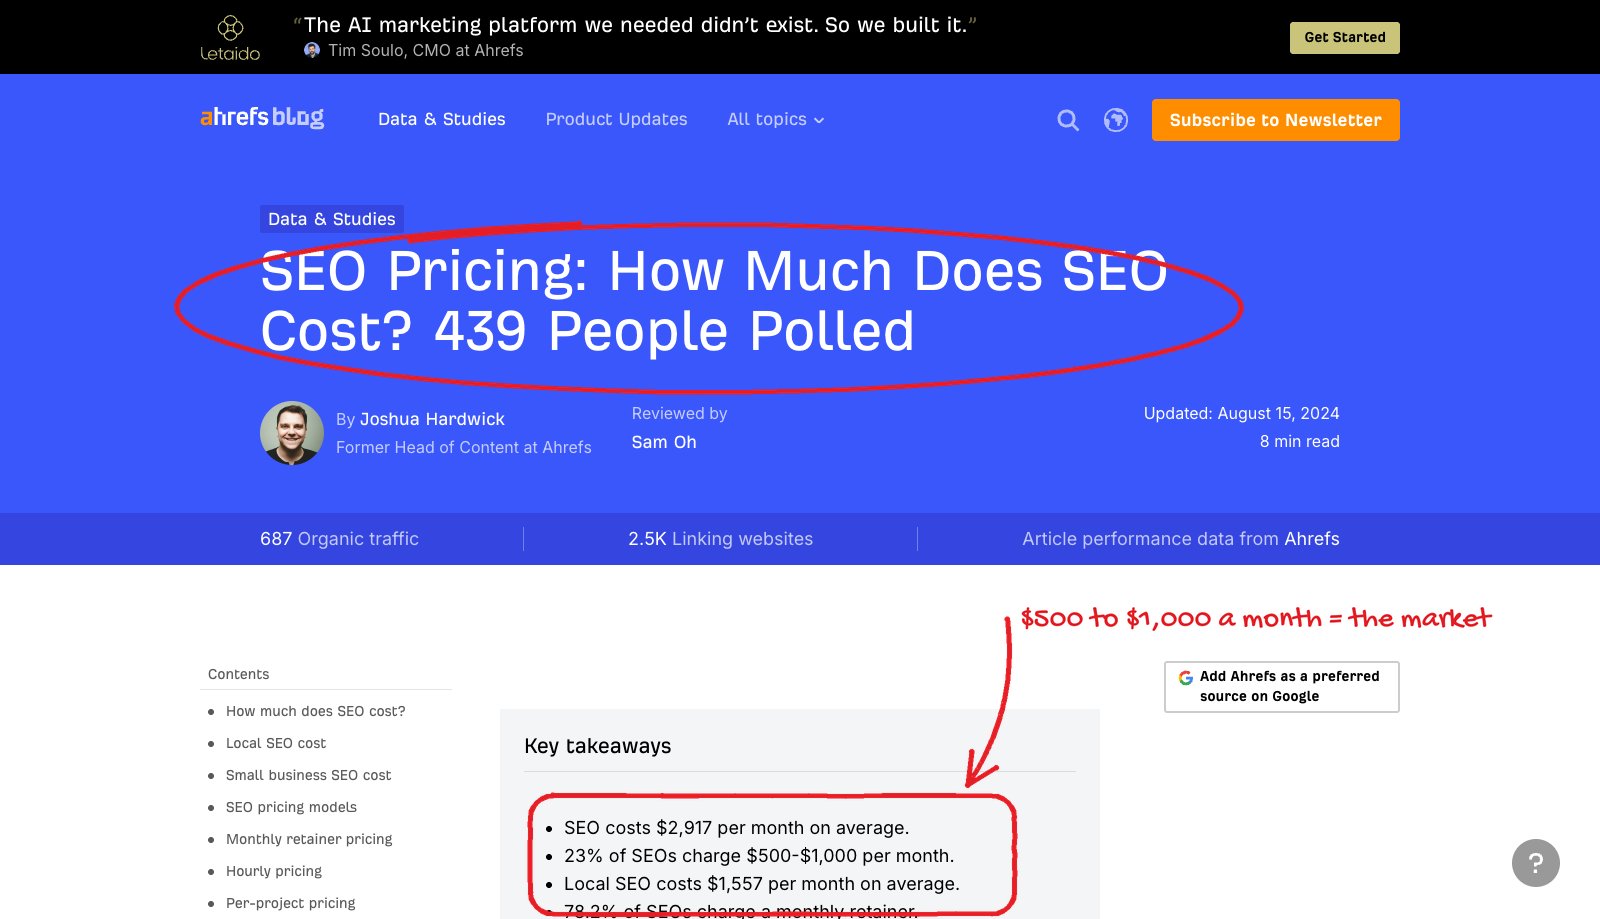 Letaido
“The AI marketing platform we needed didn’t exist. So we built it.”
Tim Soulo, CMO at Ahrefs
Get Started
ahrefs blog
Data & Studies
Product Updates
All topics
Subscribe to Newsletter
Data & Studies
SEO Pricing: How Much Does SEO
Cost? 439 People Polled
By Joshua Hardwick
Former Head of Content at Ahrefs
Reviewed by
Sam Oh
Updated: August 15, 2024
8 min read
687 Organic traffic
2.5K Linking websites
Article performance data from Ahrefs
$500 to $1,000 a month = the market
Contents
How much does SEO cost?
Local SEO cost
Small business SEO cost
SEO pricing models
Monthly retainer pricing
Hourly pricing
Per-project pricing
Key takeaways
SEO costs $2,917 per month on average.
23% of SEOs charge $500-$1,000 per month.
Local SEO costs $1,557 per month on average.
78.2% of SEOs charge a monthly retainer.
Add Ahrefs as a preferred
source on Google
?